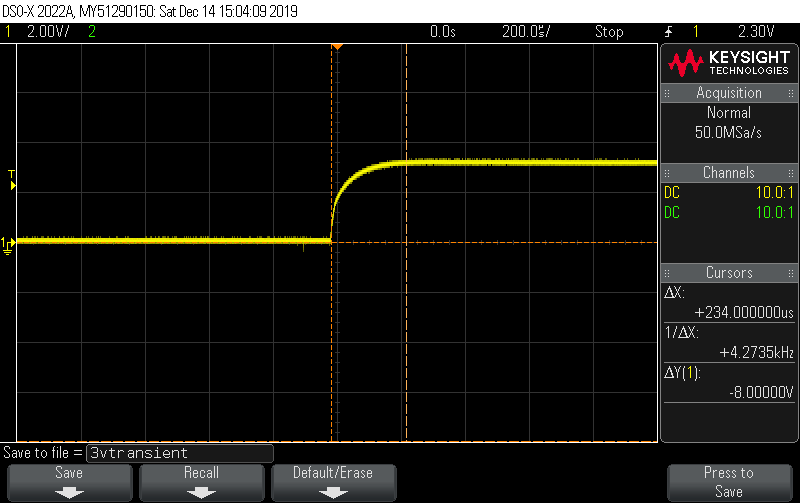 DSO-X 2022A, MY51290150: Sat Dec 14 15:04:09 2019
1 2.00V/ 2 0.0s 200.0us/ Stop 1 2.30V
KEYSIGHT
TECHNOLOGIES
Acquisition
Normal
50.0MSa/s
Channels
DC 10.0:1
DC 10.0:1
T
1
Cursors
ΔX:
+234.000000us
1/ΔX:
+4.2735kHz
ΔY(1):
-8.00000V
Save to file = 3vtransient
Save Recall Default/Erase Press to
Save